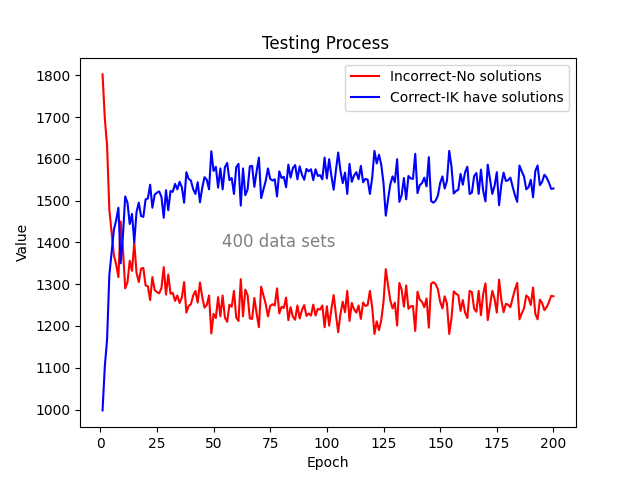 Testing Process
Incorrect-No solutions
Correct-IK have solutions
400 data sets
Value
1800
1700
1600
1500
1400
1300
1200
1100
1000
0 25 50 75 100 125 150 175 200
Epoch